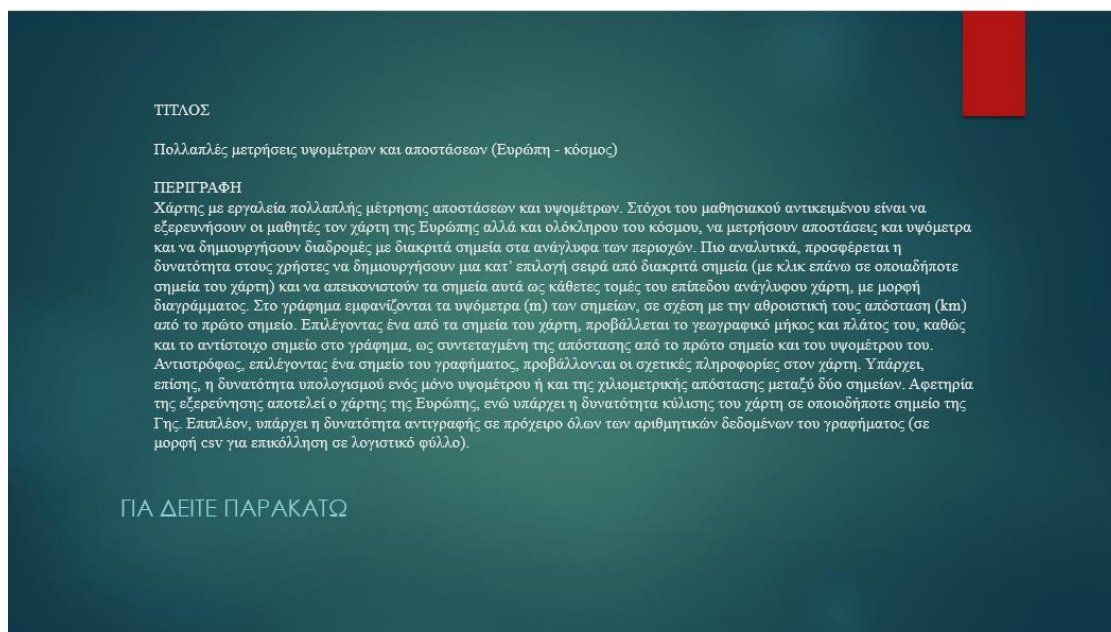 ΤΙΤΛΟΣ
Πολλαπλές μετρήσεις υψομέτρων και αποστάσεων (Ευρώπη - κόσμος)
ΠΕΡΙΓΡΑΦΗ
Χάρτης με εργαλεία πολλαπλής μέτρησης αποστάσεων και υψομέτρων. Στόχοι του μαθησιακού αντικειμένου είναι να
εξερευνήσουν οι μαθητές τον χάρτη της Ευρώπης αλλά και ολόκληρου του κόσμου, να μετρήσουν αποστάσεις και υψόμετρα
και να δημιουργήσουν διαδρομές με διακριτά σημεία στα ανάγλυφα των περιοχών. Πιο αναλυτικά, προσφέρεται η
δυνατότητα στους χρήστες να δημιουργήσουν μια κατ’ επιλογή σειρά από διακριτά σημεία (με κλικ επάνω σε οποιαδήποτε
σημεία του χάρτη) και να απεικονιστούν τα σημεία αυτά ως κάθετες τομές του επίπεδου ανάγλυφου χάρτη, με μορφή
διαγράμματος. Στο γράφημα εμφανίζονται τα υψόμετρα (m) των σημείων, σε σχέση με την αθροιστική τους απόσταση (km)
από το πρώτο σημείο. Επιλέγοντας ένα από τα σημεία του χάρτη, προβάλλεται το γεωγραφικό μήκος και πλάτος του, καθώς
και το αντίστοιχο σημείο στο γράφημα, ως συντεταγμένη της απόστασης από το πρώτο σημείο και του υψομέτρου του.
Αντιστρόφως, επιλέγοντας ένα σημείο του γραφήματος, προβάλλονται οι σχετικές πληροφορίες στον χάρτη. Υπάρχει,
επίσης, η δυνατότητα υπολογισμού ενός μόνο υψομέτρου ή και της χιλιομετρικής απόστασης μεταξύ δύο σημείων. Αφετηρία
της εξερεύνησης αποτελεί ο χάρτης της Ευρώπης, ενώ υπάρχει η δυνατότητα κύλισης του χάρτη σε οποιοδήποτε σημείο της
Γης. Επιπλέον, υπάρχει η δυνατότητα αντιγραφής σε πρόχειρο όλων των αριθμητικών δεδομένων του γραφήματος (σε
μορφή csv για επικόλληση σε λογιστικό φύλλο).
ΓΙΑ ΔΕΙΤΕ ΠΑΡΑΚΑΤΩ